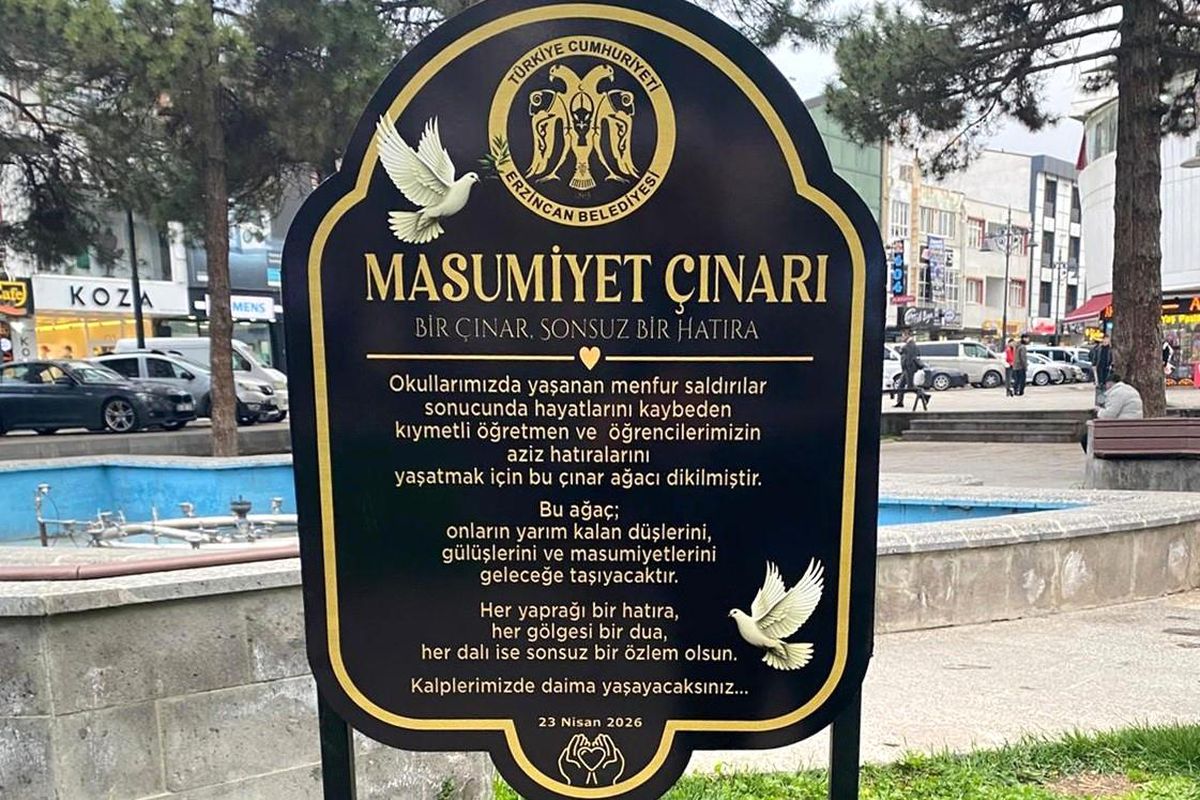 TÜRKİYE CUMHURİYETİ
ERZİNCAN BELEDİYESİ
MASUMİYET ÇINARI
BİR ÇINAR, SONSUZ BİR HATIRA
Okullarımızda yaşanan menfur saldırılar
sonucunda hayatlarını kaybeden
kıymetli öğretmen ve öğrencilerimizin
aziz hatıralarını
yaşatmak için bu çınar ağacı dikilmiştir.
Bu ağaç;
onların yarım kalan düşlerini,
gülüşlerini ve masumiyetlerini
geleceğe taşıyacaktır.
Her yaprağı bir hatıra,
her gölgesi bir dua,
her dalı ise sonsuz bir özlem olsun.
Kalplerimizde daima yaşayacaksınız...
23 Nisan 2026
Cafe
KOZA
EMENS